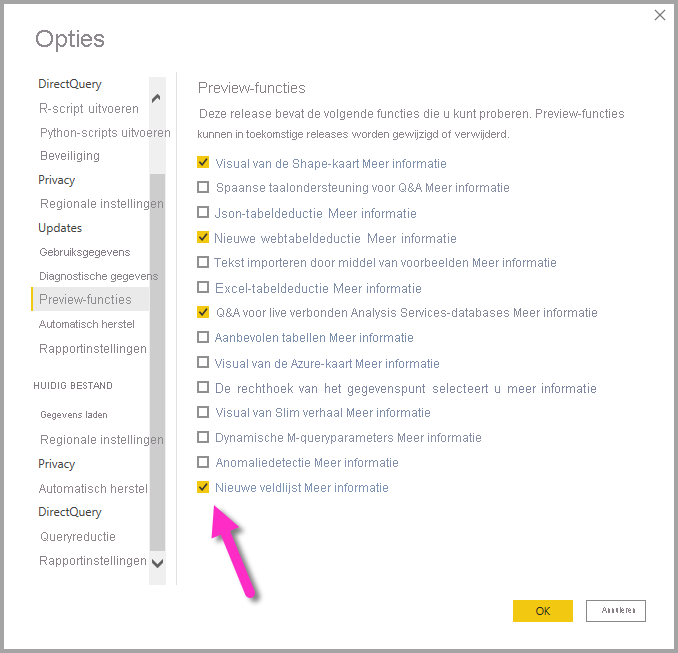 Opties
DirectQuery
R-script uitvoeren
Python-scripts uitvoeren
Beveiliging
Privacy
Regionale instellingen
Updates
Gebruiksgegevens
Diagnostische gegevens
Preview-functies
Automatisch herstel
Rapportinstellingen
HUIDIG BESTAND
Gegevens laden
Regionale instellingen
Privacy
Automatisch herstel
DirectQuery
Queryreductie
Rapportinstellingen
Preview-functies
Deze release bevat de volgende functies die u kunt proberen. Preview-functies
kunnen in toekomstige releases worden gewijzigd of verwijderd.
Visual van de Shape-kaart Meer informatie
Spaanse taalondersteuning voor Q&A Meer informatie
Json-tabeldeductie Meer informatie
Nieuwe webtabeldeductie Meer informatie
Tekst importeren door middel van voorbeelden Meer informatie
Excel-tabeldeductie Meer informatie
Q&A voor live verbonden Analysis Services-databases Meer informatie
Aanbevolen tabellen Meer informatie
Visual van de Azure-kaart Meer informatie
De rechthoek van het gegevenspunt selecteert u meer informatie
Visual van Slim verhaal Meer informatie
Dynamische M-queryparameters Meer informatie
Anomaliedetectie Meer informatie
Nieuwe veldlijst Meer informatie
OK
Annuleren